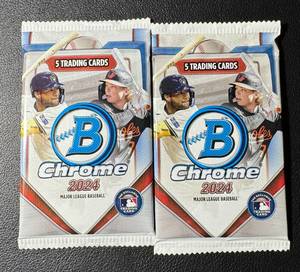 5 TRADING CARDS
B
Chrome
2024
MAJOR LEAGUE BASEBALL
5 TRADING CARDS
B
Chrome
2024
MAJOR LEAGUE BASEBALL